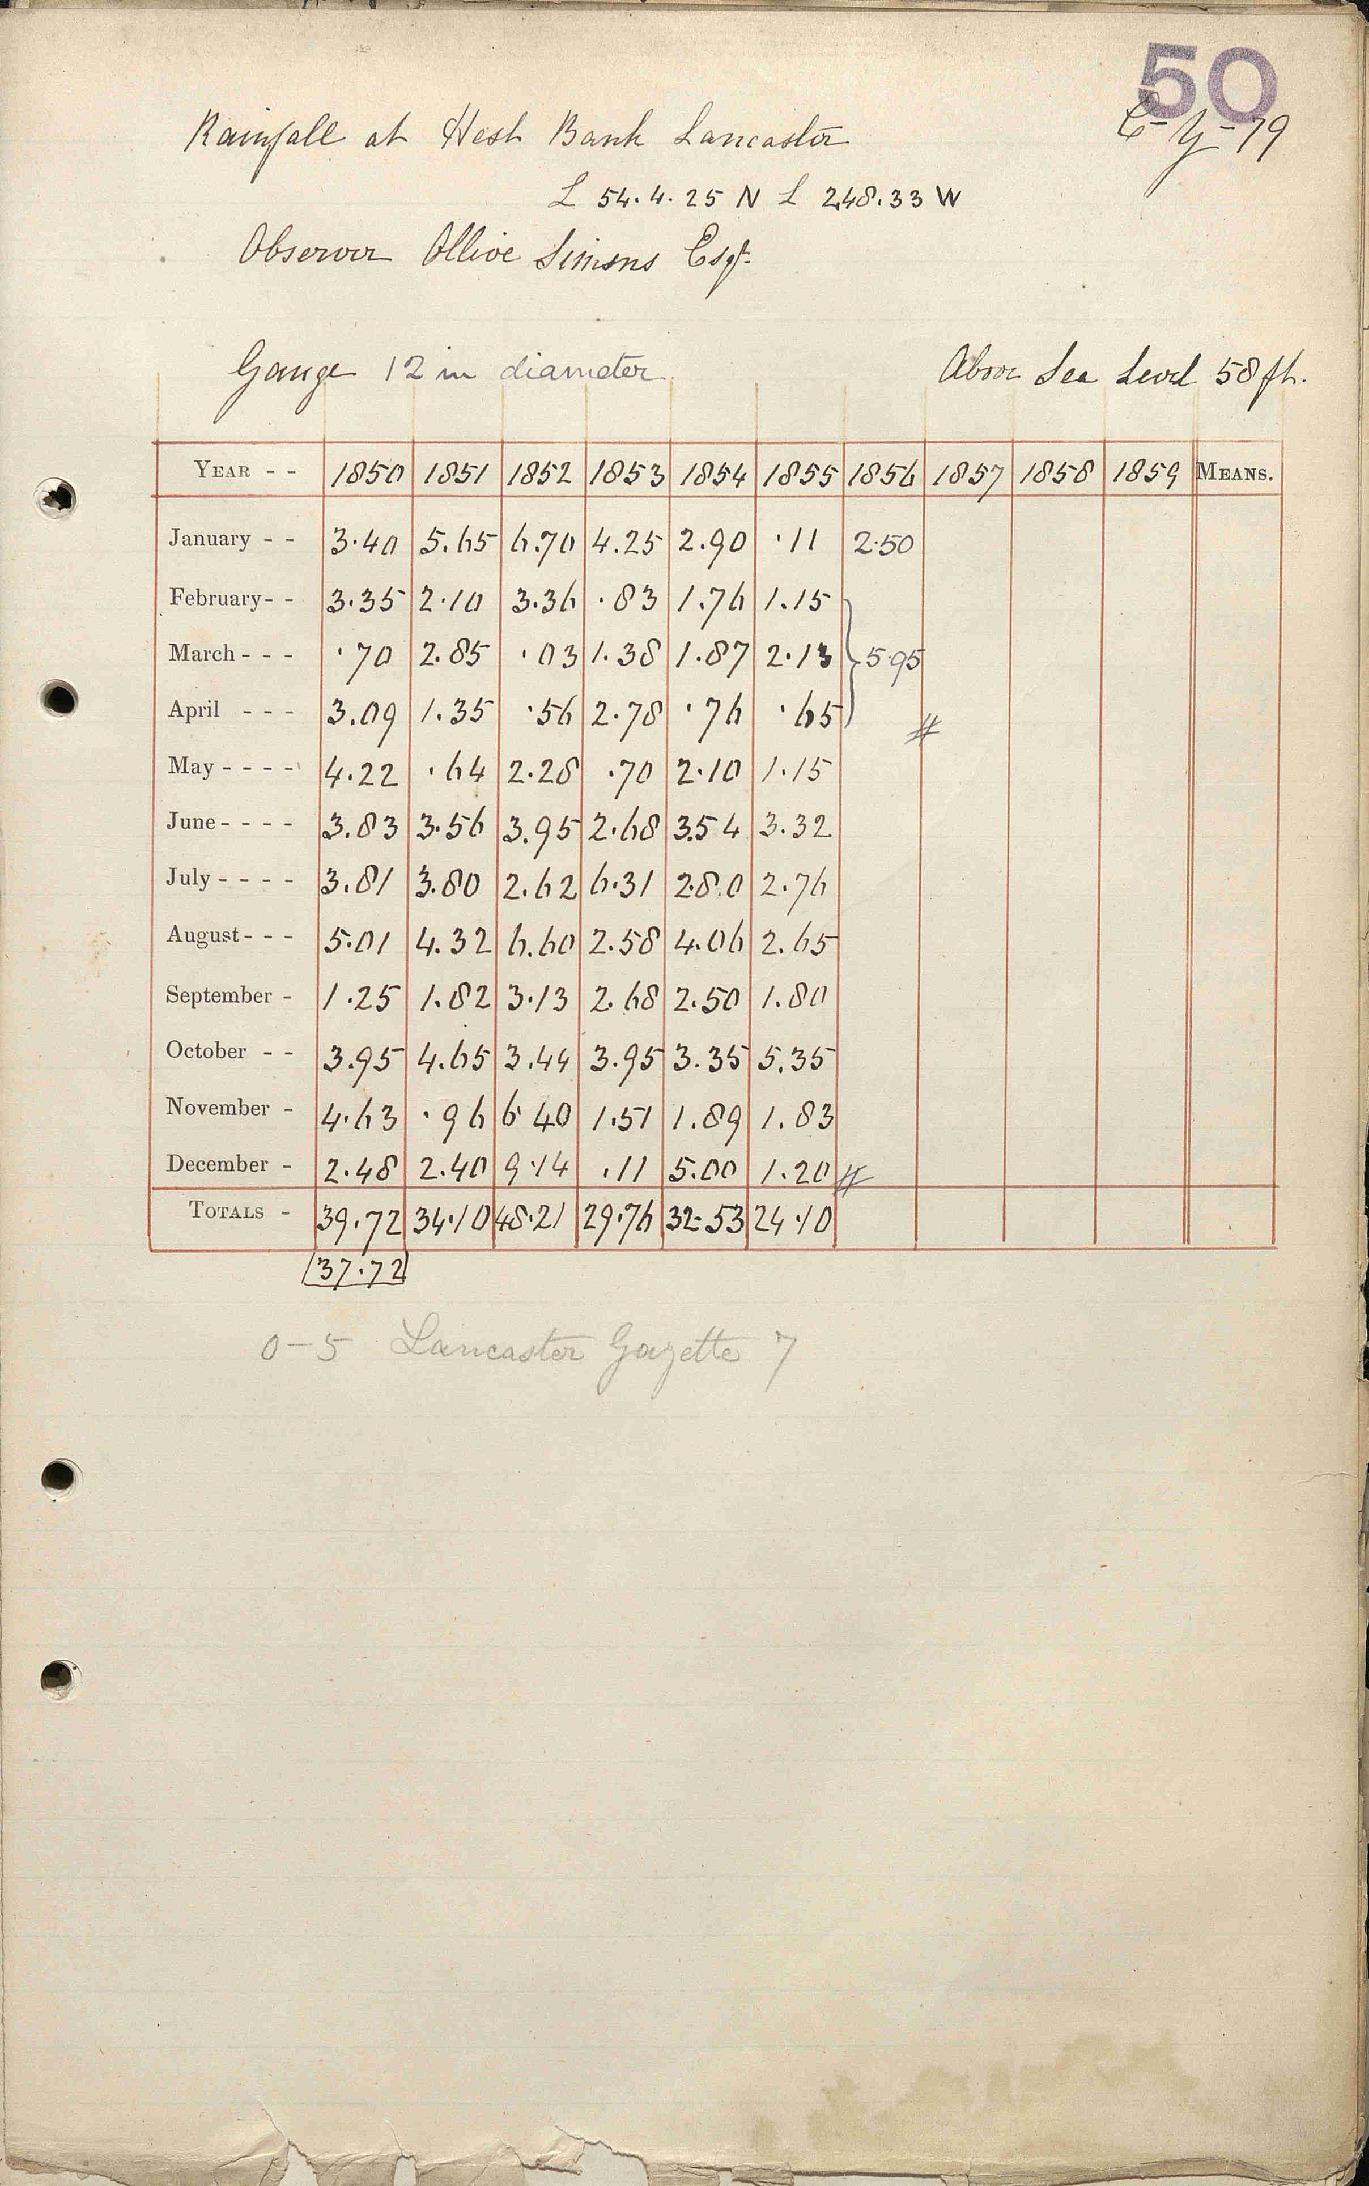 50
C-y-79
Rainfall at Hest Bank Lancaster
L 54.4.25 N L 2.48.33 W
Observer Ollive Simsns Esqr.
Gauge 12 in diameter Above Sea Level 58 ft.
YEAR - - 1850 1851 1852 1853 1854 1855 1856 1857 1858 1859 MEANS.
January - - 3.40 5.65 6.70 4.25 2.90 .11 2.50
February - - 3.35 2.10 3.36 .83 1.76 1.15
March - - - .70 2.85 .03 1.38 1.87 2.13 } 5.95
April - - - 3.09 1.35 .56 2.78 .76 .65 #
May - - - - 4.22 .64 2.28 .70 2.10 1.15
June - - - - 3.83 3.56 3.95 2.68 3.54 3.32
July - - - - 3.81 3.80 2.62 6.31 2.80 2.76
August - - - 5.01 4.32 6.60 2.58 4.06 2.65
September - 1.25 1.82 3.13 2.68 2.50 1.80
October - - 3.95 4.65 3.44 3.95 3.35 5.35
November - 4.63 .96 6.40 1.51 1.89 1.83
December - 2.48 2.40 9.14 .11 5.00 1.20 #
TOTALS - 39.72 34.10 48.21 29.76 32.53 24.10
37.72
0-5 Lancaster Gazette 7